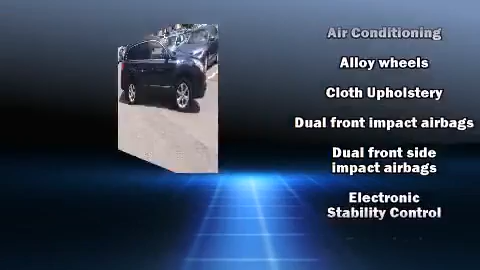 Air Conditioning
Alloy wheels
Cloth Upholstery
Dual front impact airbags
Dual front side
impact airbags
Electronic
Stability Control